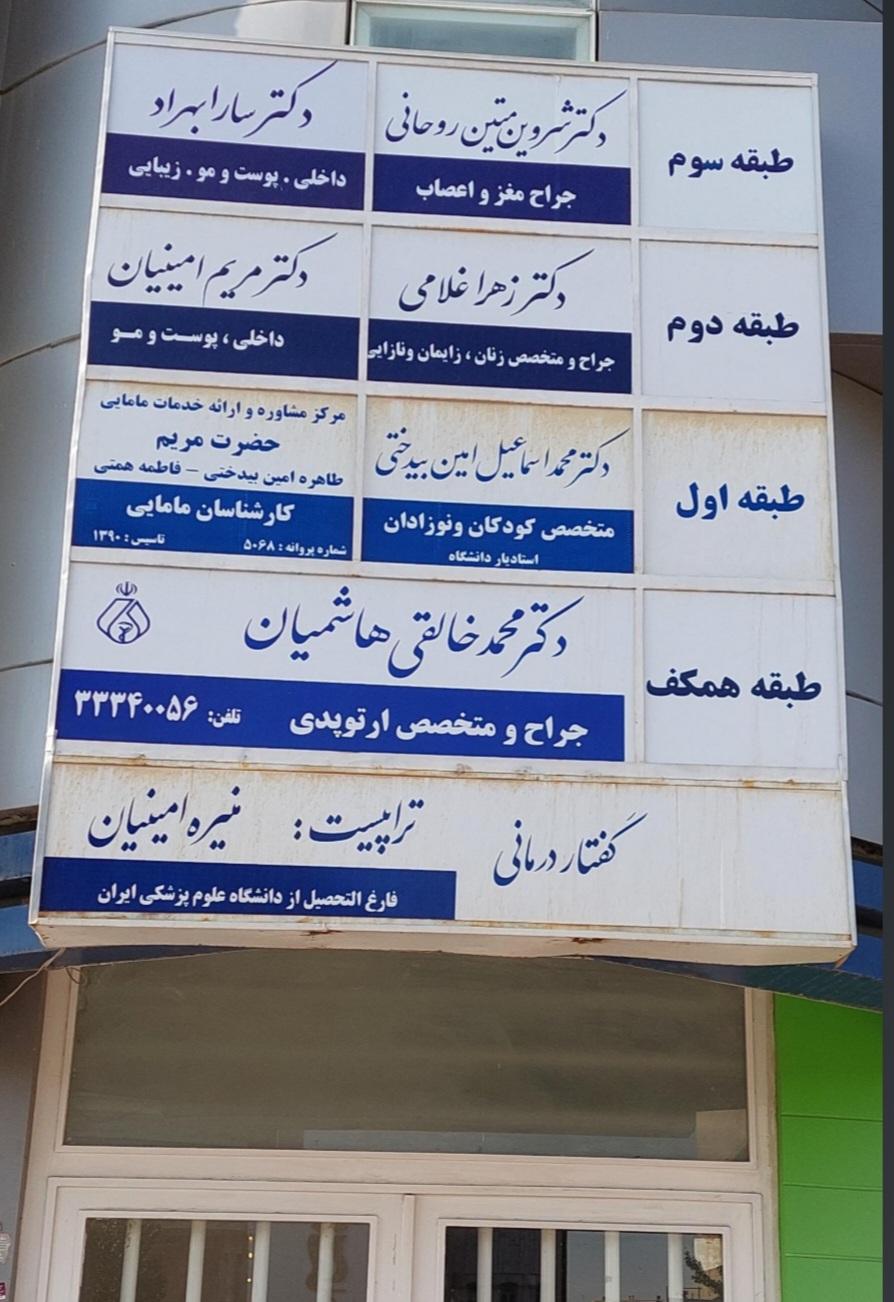 طبقه سوم
دکتر شروین متین روحانی
جراح مغز و اعصاب
دکتر سارا بهراد
داخلی . پوست و مو . زیبایی
طبقه دوم
دکتر زهرا غلامی
جراح و متخصص زنان ، زایمان ونازایی
دکتر مریم امینیان
داخلی ، پوست و مو
طبقه اول
دکتر محمد اسماعیل امین بیدختی
متخصص کودکان ونوزادان
استادیار دانشگاه
مرکز مشاوره و ارائه خدمات مامایی
حضرت مریم
طاهره امین بیدختی - فاطمه همتی
کارشناسان مامایی
شماره پروانه : ۵۰۶۸ تاسیس : ۱۳۹۰
طبقه همکف
دکتر محمد خالقی هاشمیان
جراح و متخصص ارتوپدی تلفن: ۳۳۳۴۰۰۵۶
گفتار درمانی
تراپیست : منیره امینیان
فارغ التحصیل از دانشگاه علوم پزشکی ایران